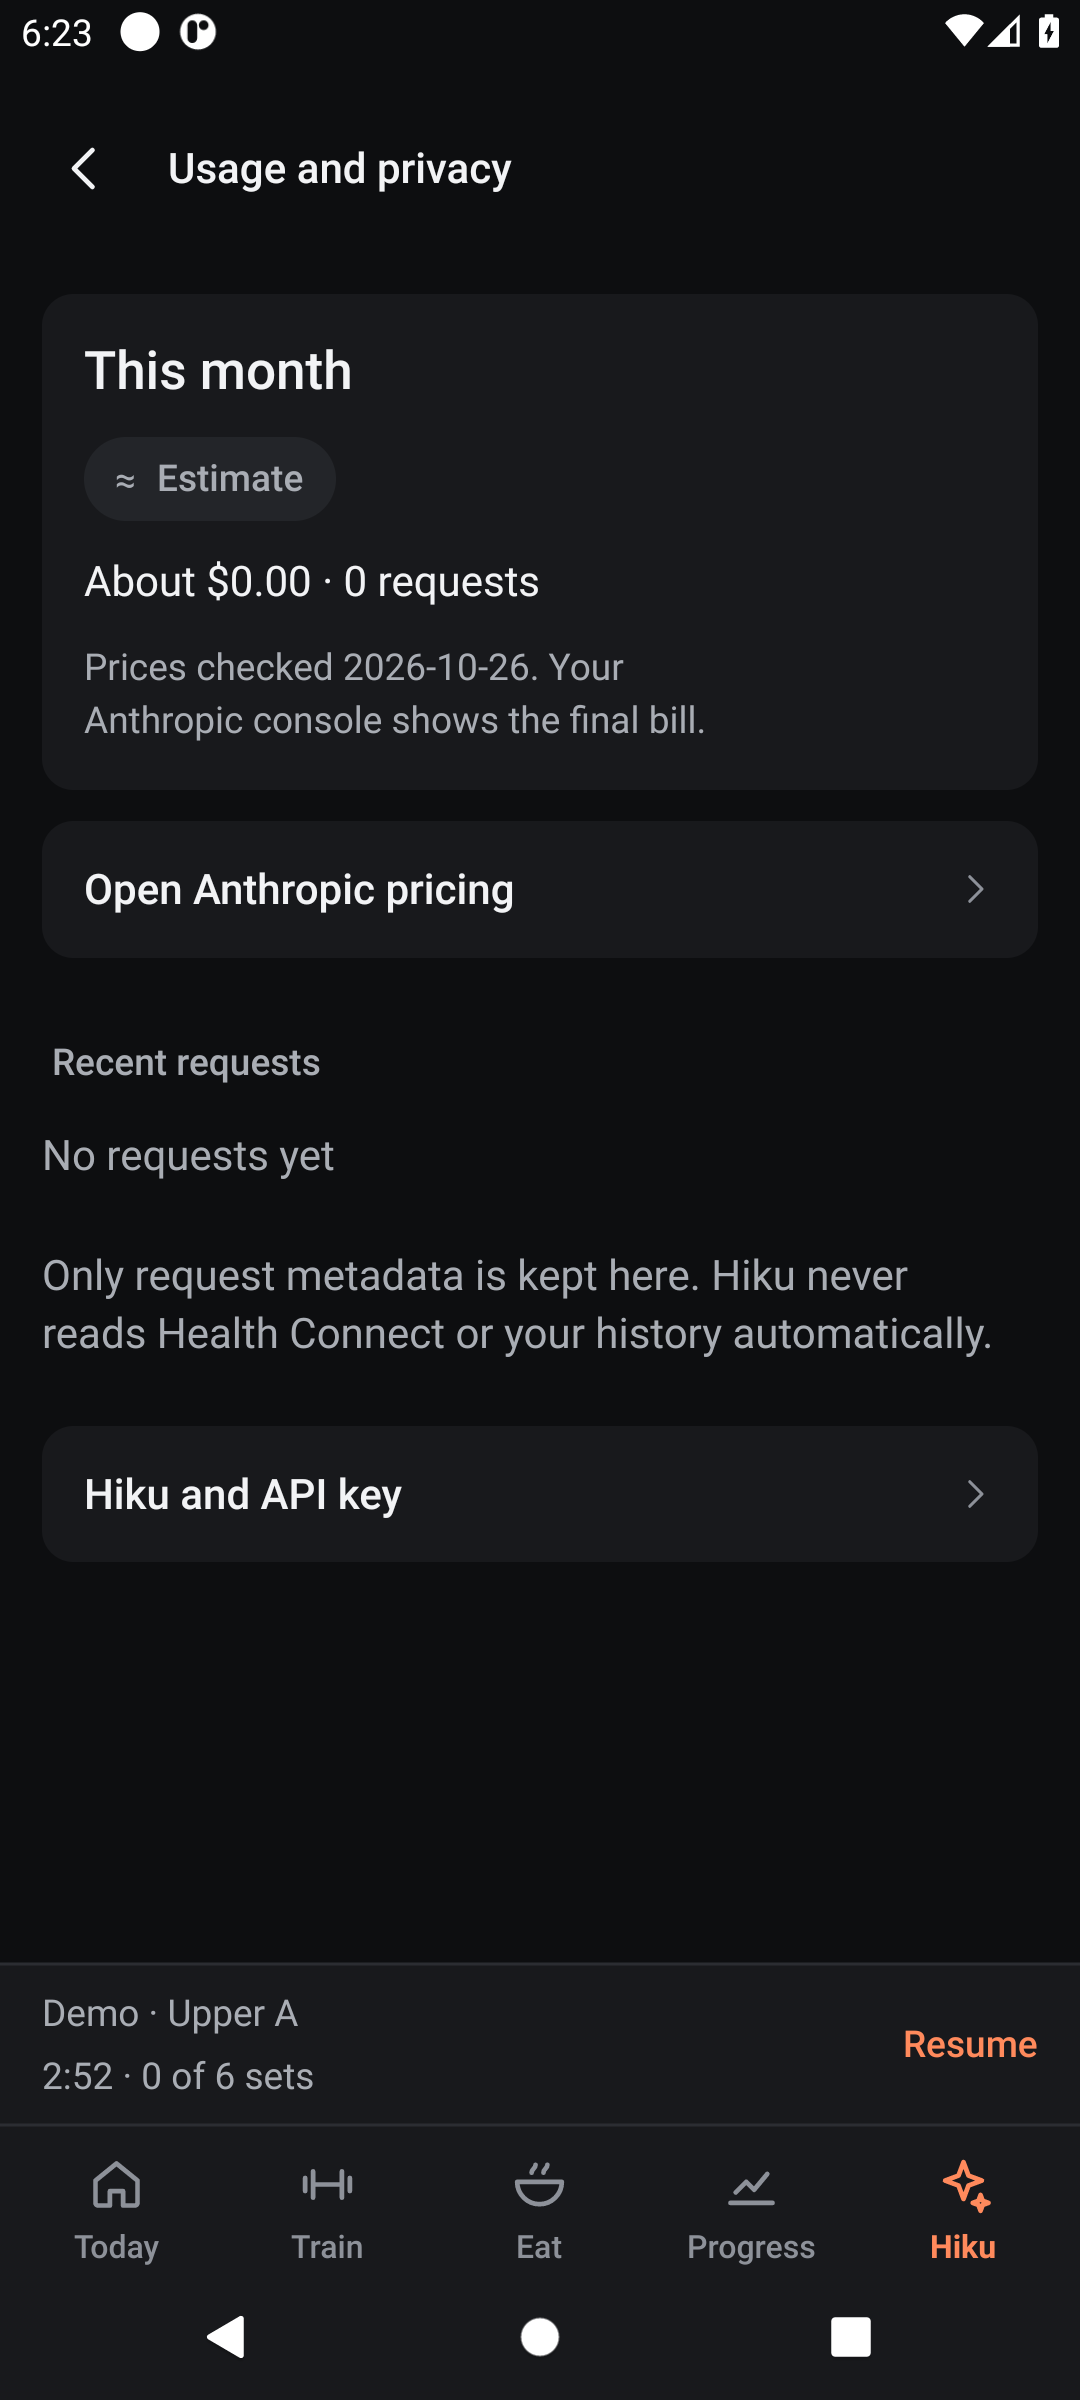 6:23
Usage and privacy
This month
≈ Estimate
About $0.00 · 0 requests
Prices checked 2026-10-26. Your
Anthropic console shows the final bill.
Open Anthropic pricing
Recent requests
No requests yet
Only request metadata is kept here. Hiku never
reads Health Connect or your history automatically.
Hiku and API key
Demo · Upper A
2:52 · 0 of 6 sets
Resume
Today
Train
Eat
Progress
Hiku